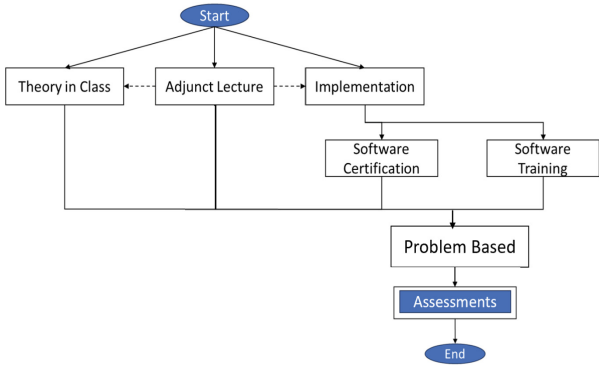 Start
Theory in Class
Adjunct Lecture
Implementation
Software
Certification
Software
Training
Problem Based
Assessments
End